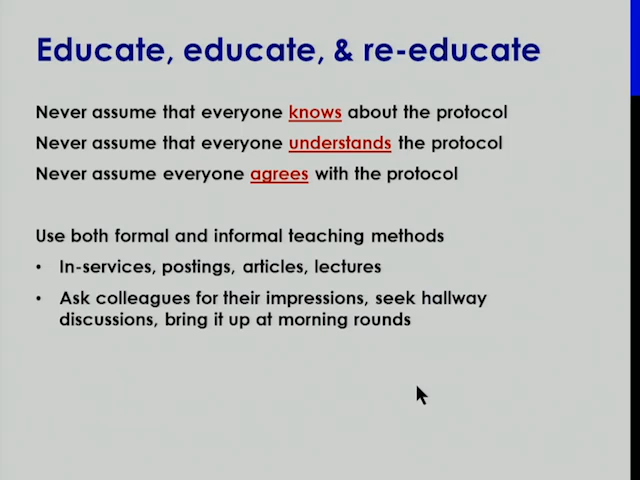 Educate, educate, & re-educate
Never assume that everyone knows about the protocol
Never assume that everyone understands the protocol
Never assume everyone agrees with the protocol
Use both formal and informal teaching methods
• In-services, postings, articles, lectures
• Ask colleagues for their impressions, seek hallway
discussions, bring it up at morning rounds